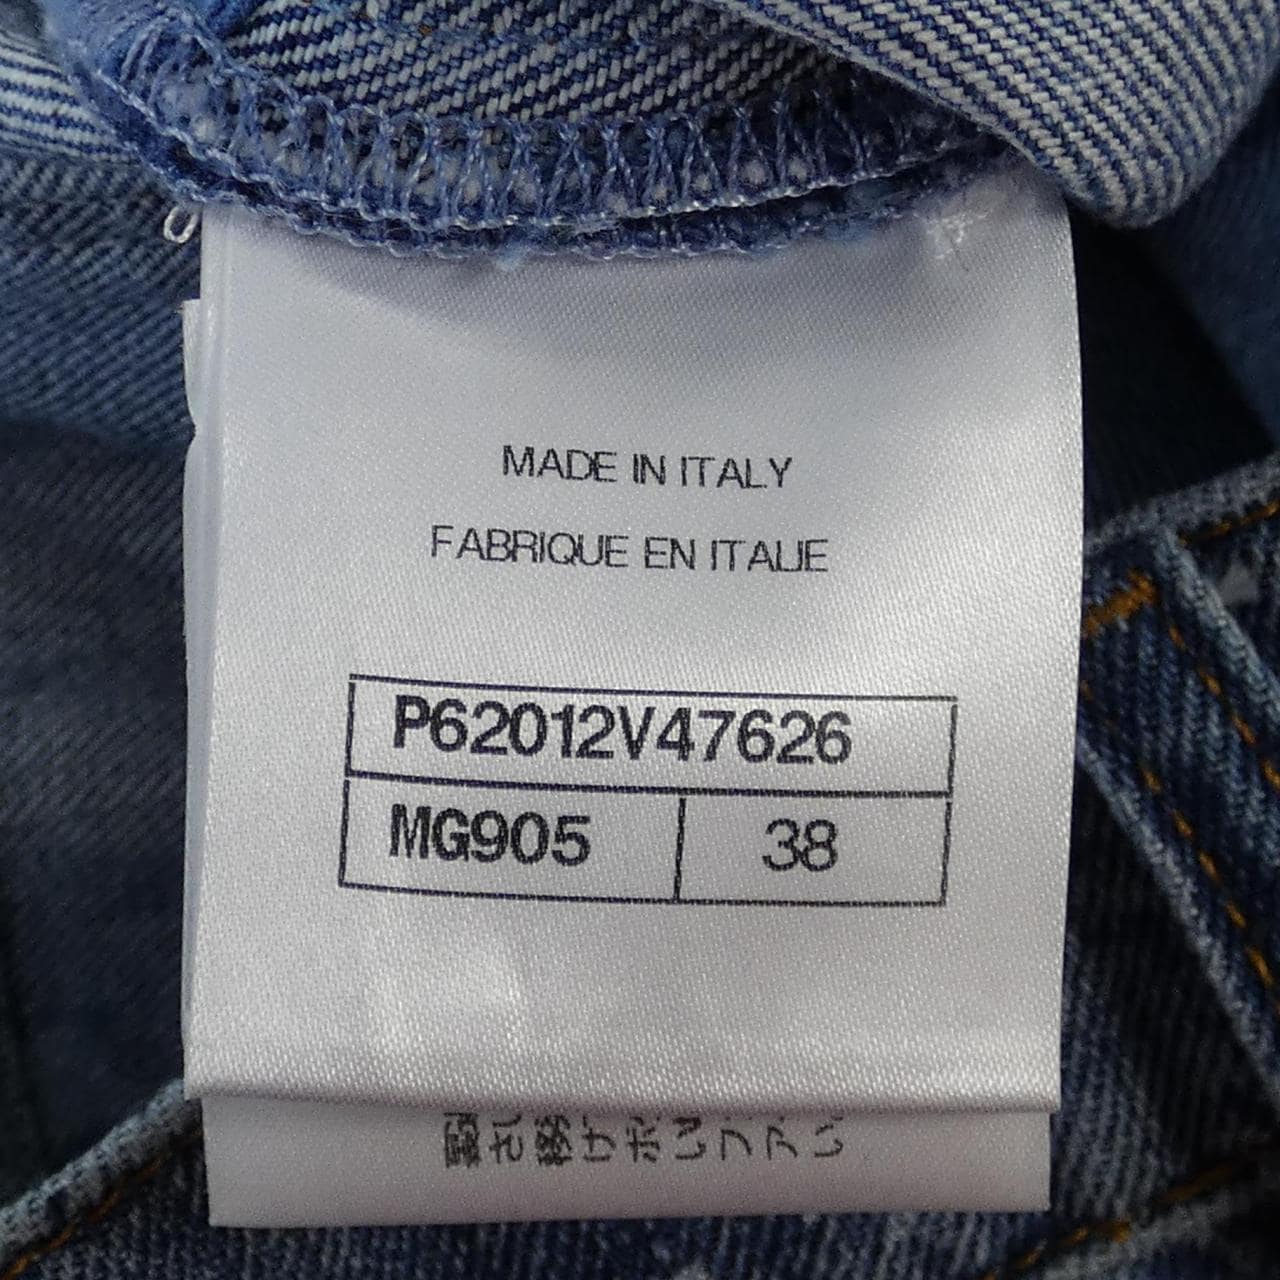 MADE IN ITALY
FABRIQUE EN ITALIE
P62012V47626
MG905 38